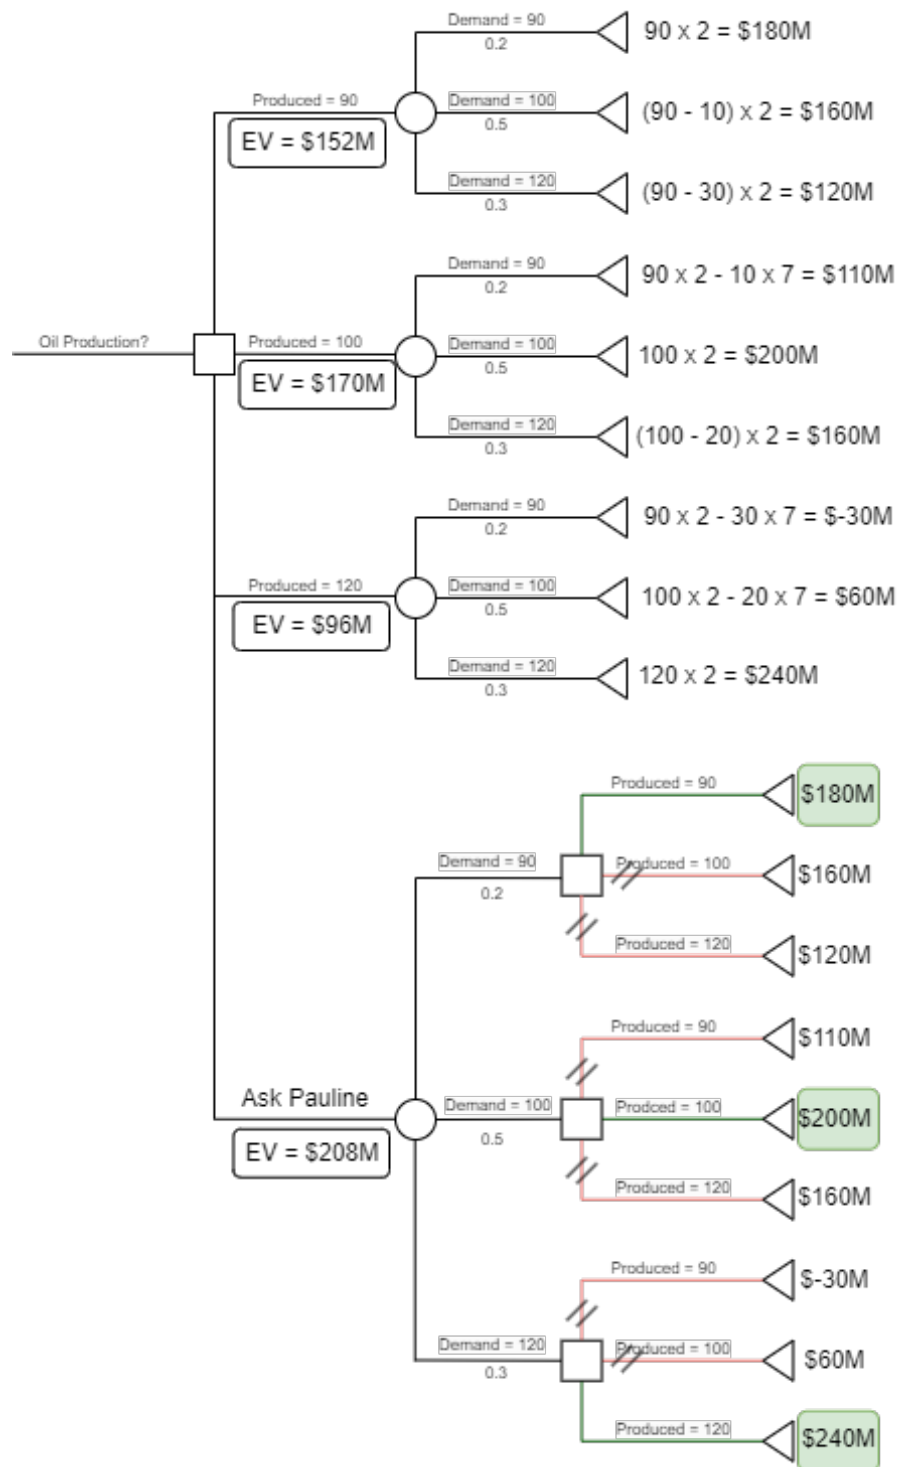 Demand = 90
0.2
90 x 2 = $180M
Produced = 90
EV = $152M
Demand = 100
0.5
(90 - 10) x 2 = $160M
Demand = 120
0.3
(90 - 30) x 2 = $120M
Demand = 90
0.2
90 x 2 - 10 x 7 = $110M
Oil Production?
Produced = 100
EV = $170M
Demand = 100
0.5
100 x 2 = $200M
Demand = 120
0.3
(100 - 20) x 2 = $160M
Demand = 90
0.2
90 x 2 - 30 x 7 = $-30M
Produced = 120
EV = $96M
Demand = 100
0.5
100 x 2 - 20 x 7 = $60M
Demand = 120
0.3
120 x 2 = $240M
Ask Pauline
EV = $208M
Demand = 90
0.2
Produced = 90
$180M
Produced = 100
$160M
Produced = 120
$120M
Demand = 100
0.5
Produced = 90
$110M
Prodced = 100
$200M
Produced = 120
$160M
Demand = 120
0.3
Produced = 90
$-30M
Produced = 100
$60M
Produced = 120
$240M